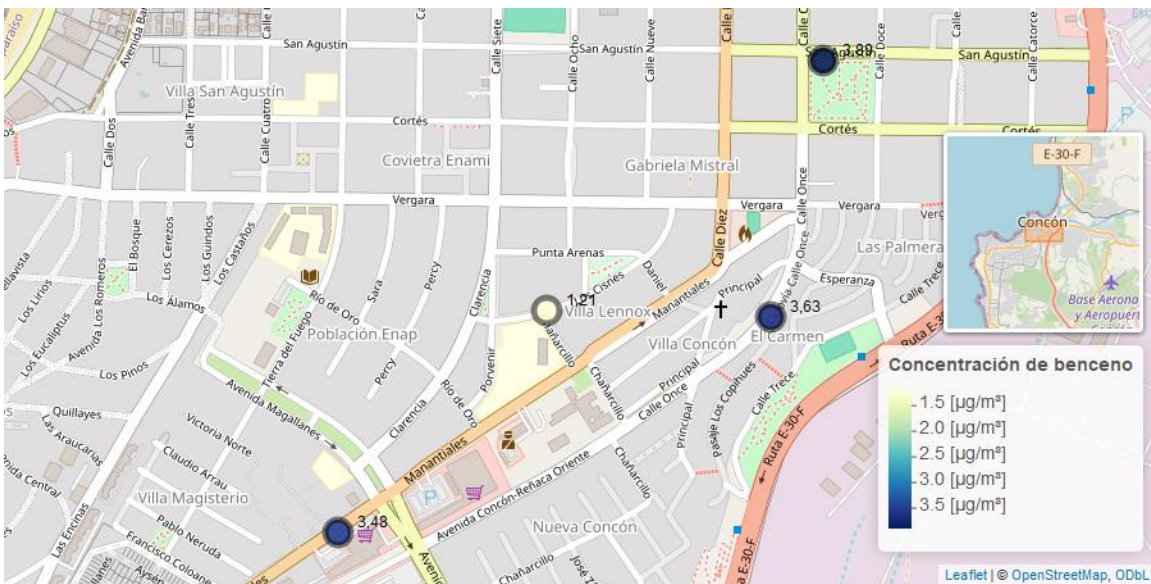 Calle Siete
Calle Ocho
Calle Nueve
Calle Doce
Calle Catorce
San Agustín
San Agustín
San Agustín
3,89
Villa San Agustín
Calle Dos
Calle Tres
Calle Cuatro
Cortés
Cortés
Cortés
Covietra Enami
Gabriela Mistral
Calle Once
Calle Diez
Vergara
Vergara
Vergara
E-30-F
Concón
Base Aerona
y Aeropuert
El Bosque
Los Cerezos
Los Guindos
Los Castaños
Los Lirios
Los Eucaliptus
Avenida Los Romeros
Los Álamos
Los Pinos
Punta Arenas
Cisnes
Daniel
Las Palmera
Esperanza
Calle Trece
Principal
Manantiales
Río de Oro
Sara
Percy
Clarencia
1,21
Villa Lennox
3,63
El Carmen
Villa Concón
Población Enap
Tierra del Fuego
Percy
Porvenir
Río de Oro
Clarencia
Chañarcillo
Principal
Calle Once
Calle Trece
Pasaje Los Copihues
Principal
Ruta E-30-F
Quillayes
Las Araucarias
Avenida Magallanes
Victoria Norte
Claudio Arrau
Villa Magisterio
Pablo Neruda
Francisco Coloane
Las Encinas
Manantiales
3,48
Avenida Concón-Reñaca Oriente
Chañarcillo
Nueva Concón
Ruta E-30-F
Concentración de benceno
1.5 [µg/m³]
2.0 [µg/m³]
2.5 [µg/m³]
3.0 [µg/m³]
3.5 [µg/m³]
Leaflet | © OpenStreetMap, ODbL